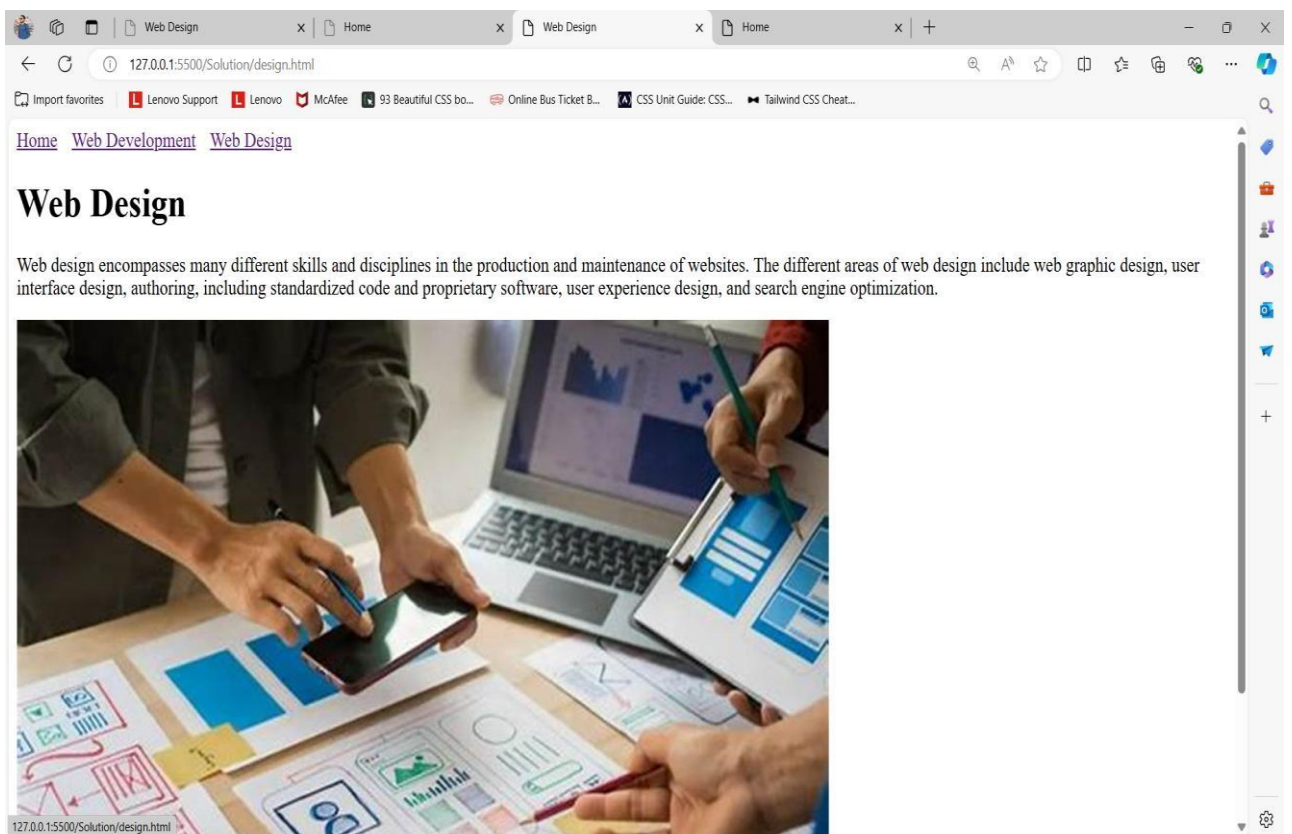 Web Design
Home
Web Design
Home
127.0.0.1:5500/Solution/design.html
Import favorites
Lenovo Support
Lenovo
McAfee
93 Beautiful CSS bo...
Online Bus Ticket B...
CSS Unit Guide: CSS...
Tailwind CSS Cheat...
Home Web Development Web Design
Web Design
Web design encompasses many different skills and disciplines in the production and maintenance of websites. The different areas of web design include web graphic design, user
interface design, authoring, including standardized code and proprietary software, user experience design, and search engine optimization.
127.0.0.1:5500/Solution/design.html